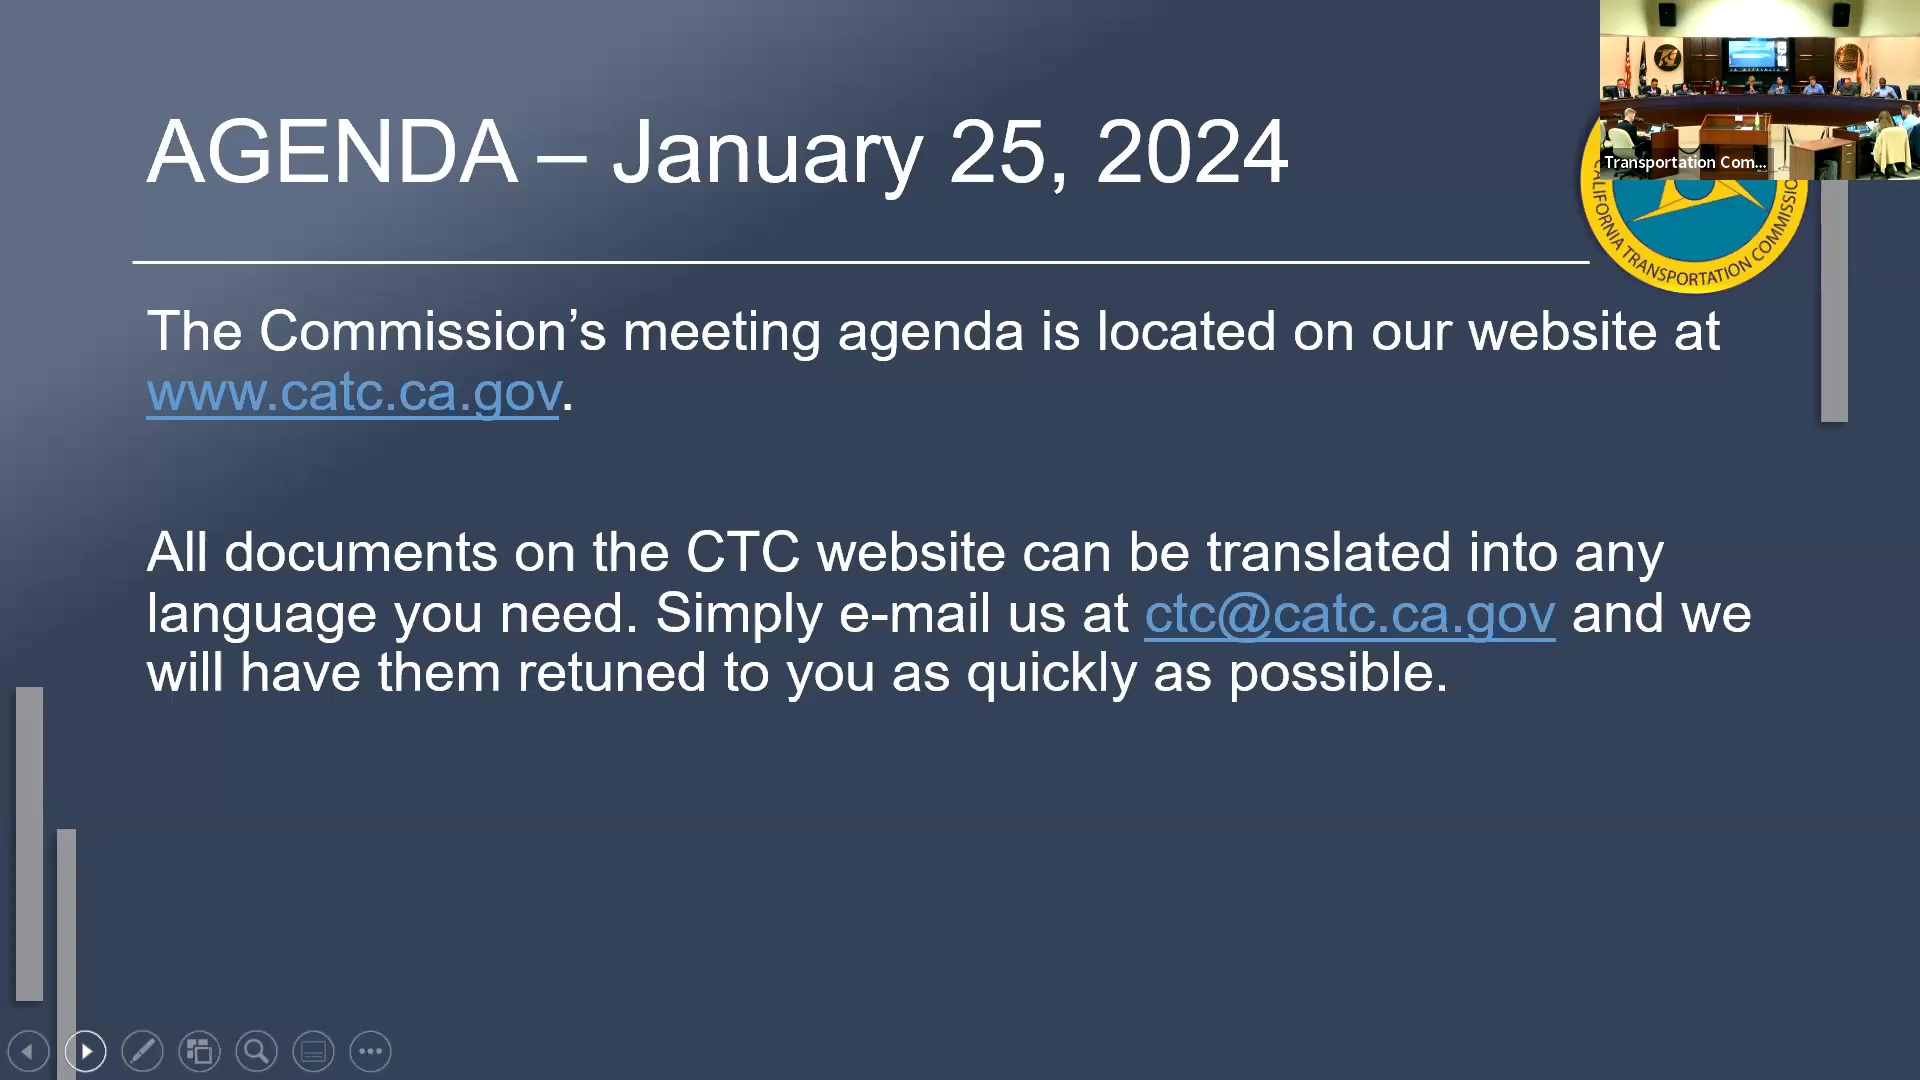 AGENDA – January 25, 2024
Transportation Com...
CALIFORNIA TRANSPORTATION COMMISSION
The Commission’s meeting agenda is located on our website at
www.catc.ca.gov.
All documents on the CTC website can be translated into any
language you need. Simply e-mail us at ctc@catc.ca.gov and we
will have them retuned to you as quickly as possible.